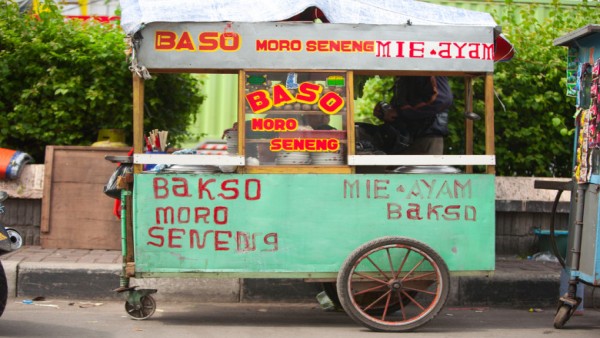 BASO MORO SENENG MIE AYAM
BASO
MORO
SENENG
BAKSO
MORO
SENENG
MIE AYAM
BAKSO